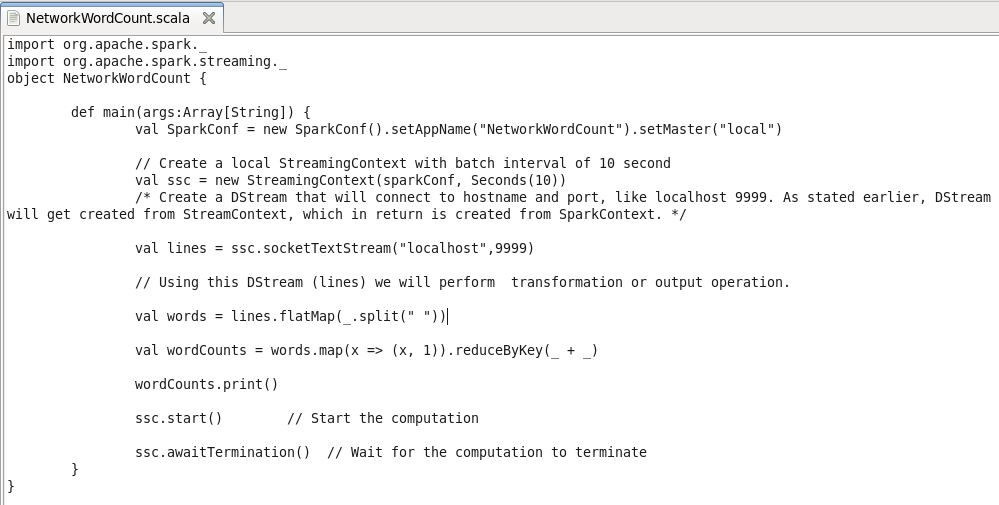 NetworkWordCount.scala
import org.apache.spark._
import org.apache.spark.streaming._
object NetworkWordCount {
def main(args:Array[String]) {
val SparkConf = new SparkConf().setAppName("NetworkWordCount").setMaster("local")
// Create a local StreamingContext with batch interval of 10 second
val ssc = new StreamingContext(sparkConf, Seconds(10))
/* Create a DStream that will connect to hostname and port, like localhost 9999. As stated earlier, DStream
will get created from StreamContext, which in return is created from SparkContext. */
val lines = ssc.socketTextStream("localhost",9999)
// Using this DStream (lines) we will perform  transformation or output operation.
val words = lines.flatMap(_.split(" "))
val wordCounts = words.map(x => (x, 1)).reduceByKey(_ + _)
wordCounts.print()
ssc.start()        // Start the computation
ssc.awaitTermination()  // Wait for the computation to terminate
}
}